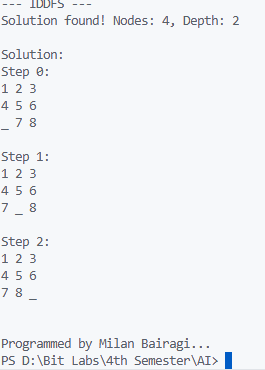 --- IDDFS ---
Solution found! Nodes: 4, Depth: 2
Solution:
Step 0:
1 2 3
4 5 6
_ 7 8
Step 1:
1 2 3
4 5 6
7 _ 8
Step 2:
1 2 3
4 5 6
7 8 _
Programmed by Milan Bairagi...
PS D:\Bit Labs\4th Semester\AI>